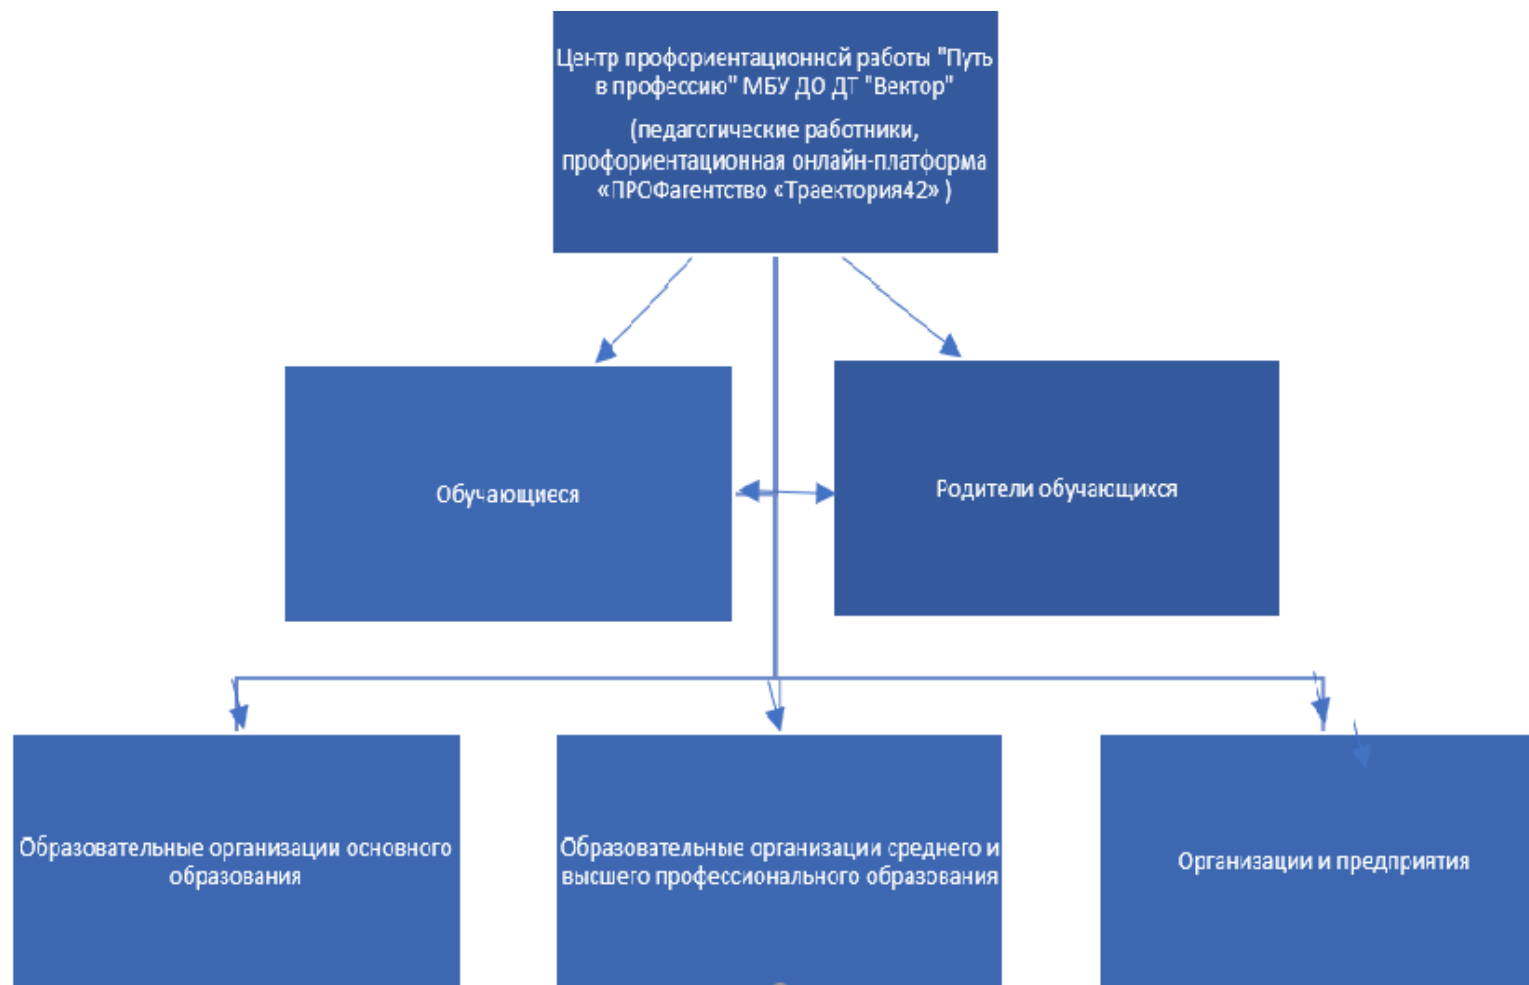 Центр профориентационной работы "Путь
в профессию" МБУ ДО ДТ "Вектор"
(педагогические работники,
профориентационная онлайн-платформа
«ПРОФагентство «Траектория42» )
Обучающиеся
Родители обучающихся
Образовательные организации основного
образования
Образовательные организации среднего и
высшего профессионального образования
Организации и предприятия